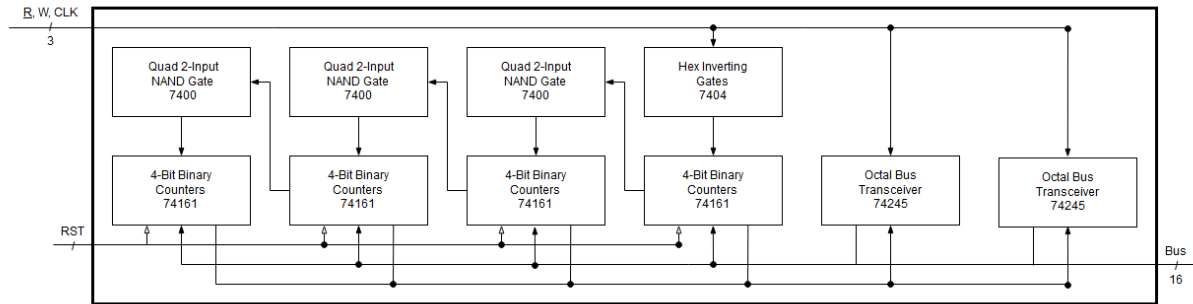 R, W, CLK
3
Quad 2-Input
NAND Gate
7400
Quad 2-Input
NAND Gate
7400
Quad 2-Input
NAND Gate
7400
Hex Inverting
Gates
7404
4-Bit Binary
Counters
74161
4-Bit Binary
Counters
74161
4-Bit Binary
Counters
74161
4-Bit Binary
Counters
74161
Octal Bus
Transceiver
74245
Octal Bus
Transceiver
74245
RST
Bus
16